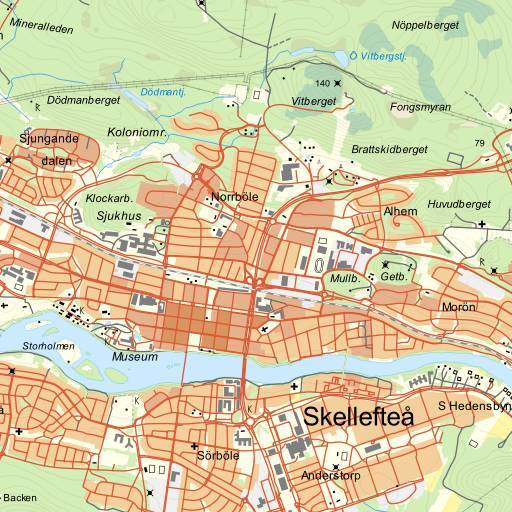 Mineralleden
Nöppelberget
Ö Vitbergstj.
140
Dödmantj.
Dödmanberget
Vitberget
Fongsmyran
Koloniomr.
Sjungande
dalen
Brattskidberget
79
Klockarb.
Norrböle
Sjukhus
Alhem
Huvudberget
Mullb.
Getb.
Morön
Storholmen
Museum
K
K
Skellefteå
S Hedensbyn
Sörböle
Anderstorp
Backen